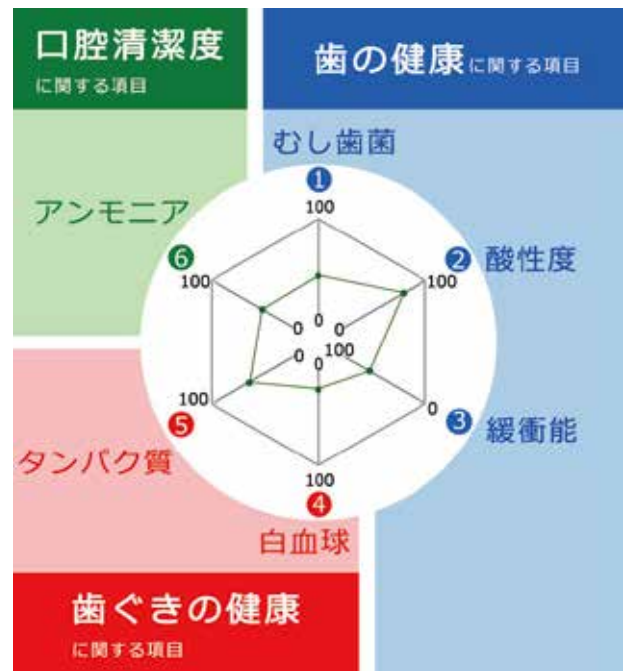 口腔清潔度
に関する項目
歯の健康に関する項目
むし歯菌
❶
100
アンモニア
❻
100
❷ 酸性度
100
0
0
0
0
0
100
100
❺
0
❸ 緩衝能
タンパク質
100
❹
白血球
歯ぐきの健康
に関する項目